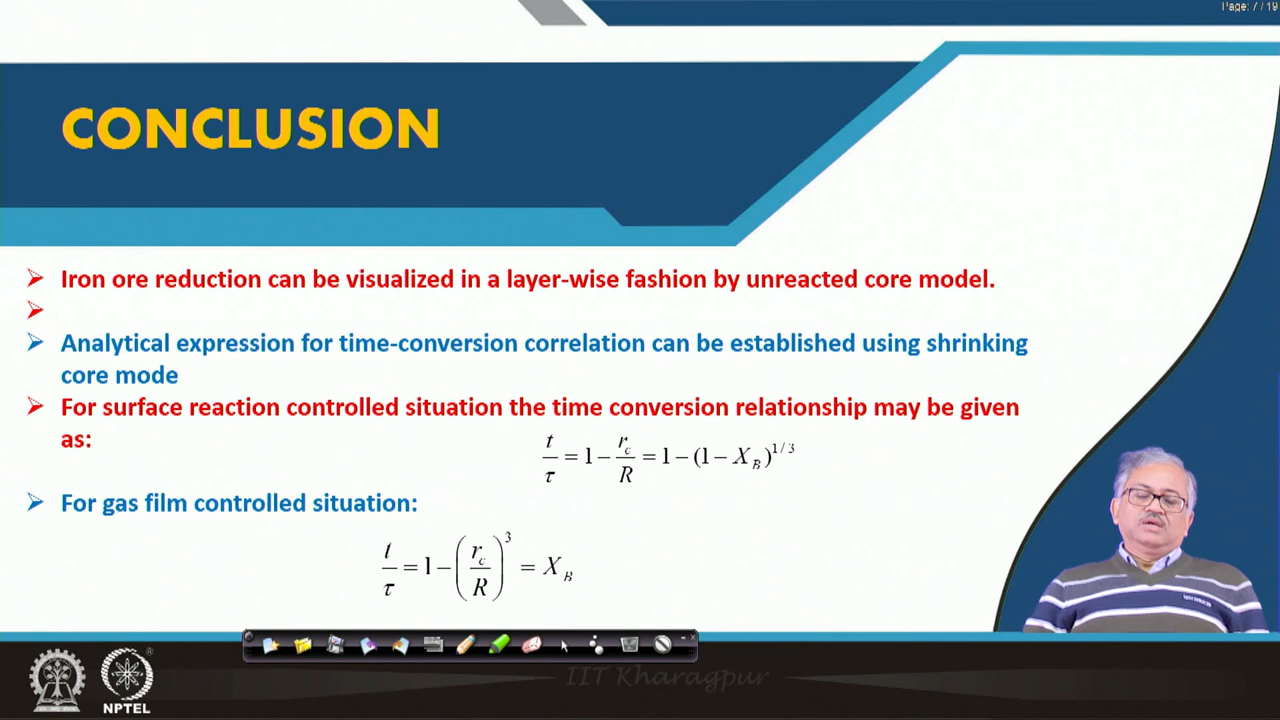 Page: 7 / 19
CONCLUSION
➢ Iron ore reduction can be visualized in a layer-wise fashion by unreacted core model.
➢
➢ Analytical expression for time-conversion correlation can be established using shrinking
core mode
➢ For surface reaction controlled situation the time conversion relationship may be given
as:
t/τ = 1 − r_c/R = 1 − (1 − X_B)^{1/3}
➢ For gas film controlled situation:
t/τ = 1 − (r_c/R)^3 = X_B
IIT Kharagpur
NPTEL